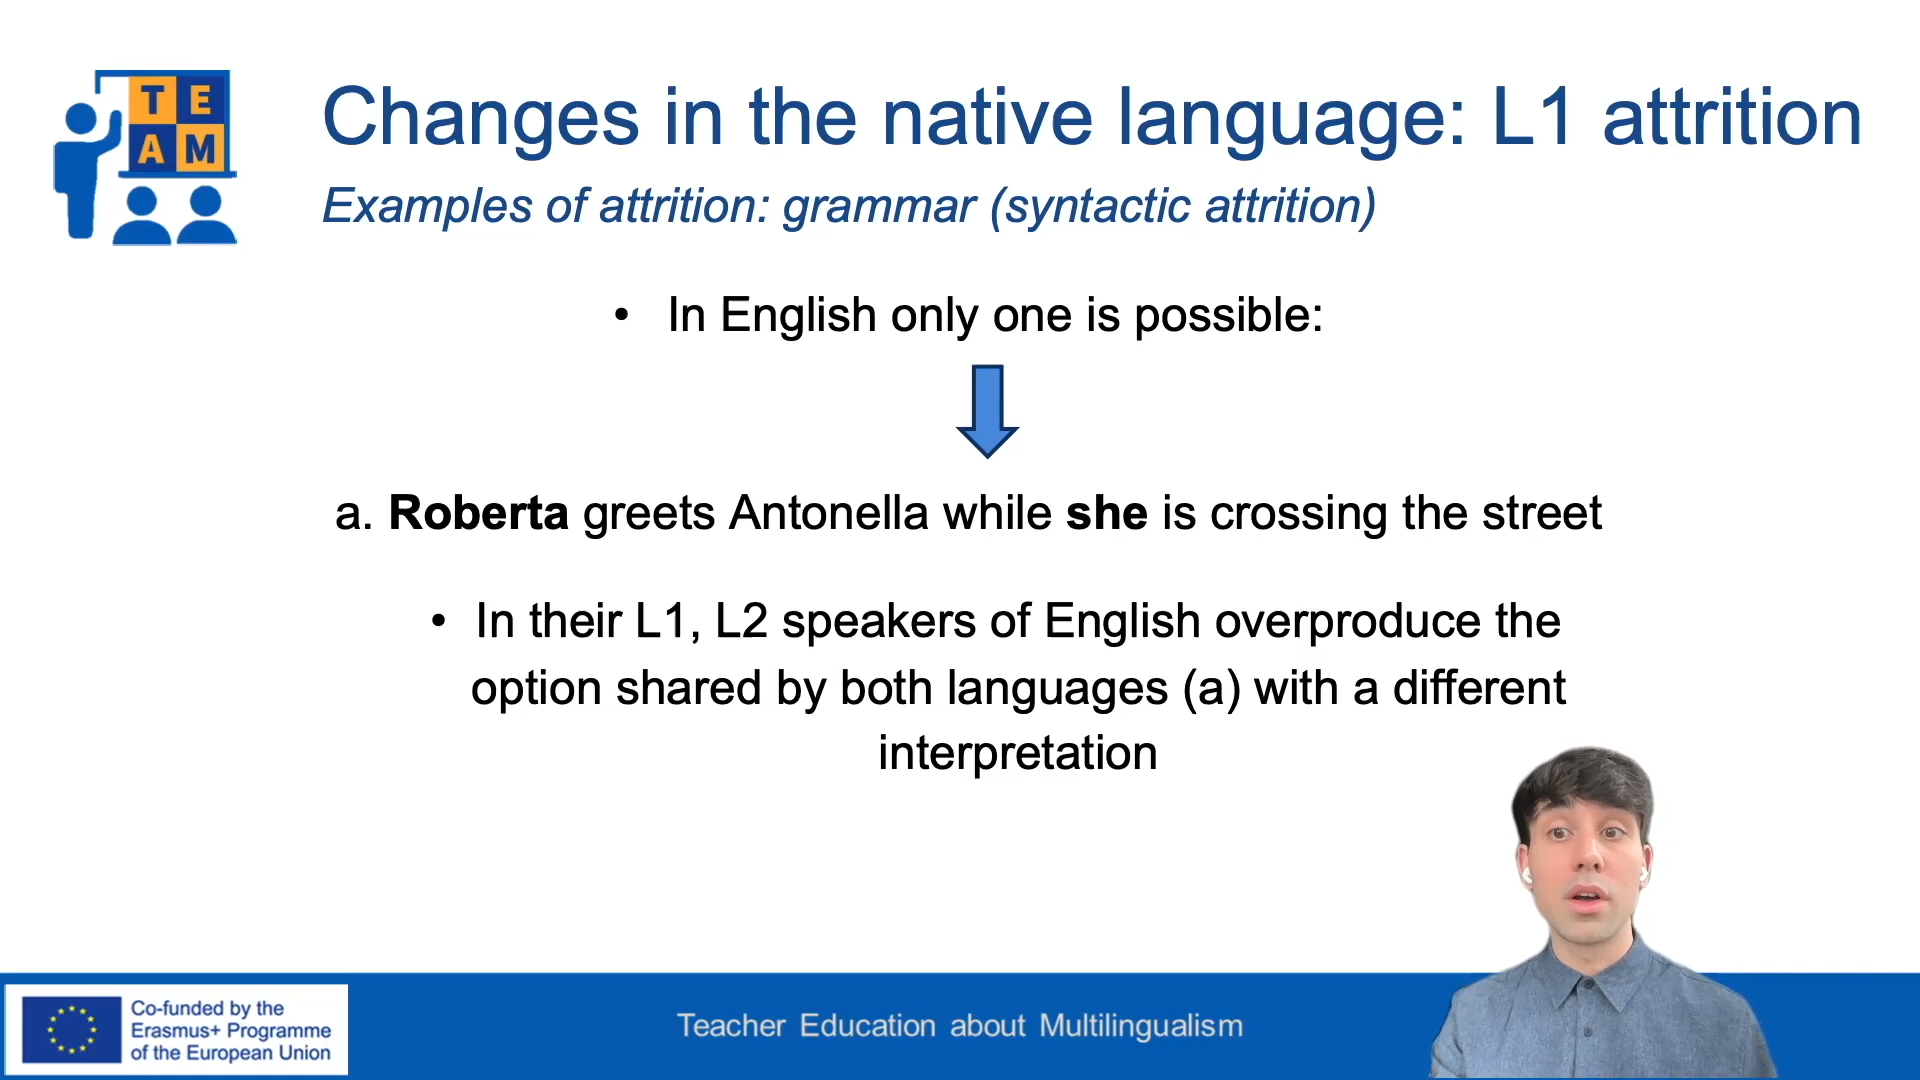 T E
A M
Changes in the native language: L1 attrition
Examples of attrition: grammar (syntactic attrition)
• In English only one is possible:
a. Roberta greets Antonella while she is crossing the street
• In their L1, L2 speakers of English overproduce the
option shared by both languages (a) with a different
interpretation
Co-funded by the
Erasmus+ Programme
of the European Union
Teacher Education about Multilingualism